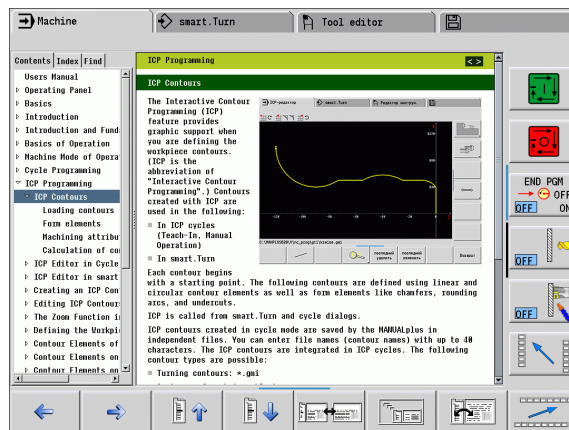 Machine
smart.Turn
Tool editor
Contents Index Find
Users Manual
Operating Panel
Basics
Introduction
Introduction and Funda
Basics of Operation
Machine Mode of Opera
Cycle Programming
ICP Programming
ICP Contours
Loading contours
Form elements
Machining attribu
Calculation of co
ICP Editor in Cycle
ICP Editor in smart
Creating an ICP Con
Editing ICP Contour
The Zoom Function i
Defining the Workpi
Contour Elements of
Contour Elements on
Contour Elements on
ICP Programming
< >
ICP Contours
The Interactive Contour
Programming (ICP)
feature provides
graphic support when
you are defining the
workpiece contours.
(ICP is the
abbreviation of
"Interactive Contour
Programming".) Contours
created with ICP are
used in the following:
In ICP cycles
(Teach-In, Manual
Operation)
In smart.Turn
ICP-редактор
smart.Turn
Редактор инструм.
последний
удалить
последний
изменить
Возврат
Each contour begins
with a starting point. The following contours are defined using linear and
circular contour elements as well as form elements like chamfers, rounding
arcs, and undercuts.
ICP is called from smart.Turn and cycle dialogs.
ICP contours created in cycle mode are saved by the MANUALplus in
independent files. You can enter file names (contour names) with up to 40
characters. The ICP contours are integrated in ICP cycles. The following
contour types are possible:
Turning contours: *.gmi
END PGM
OFF
OFF ON
OFF
OFF